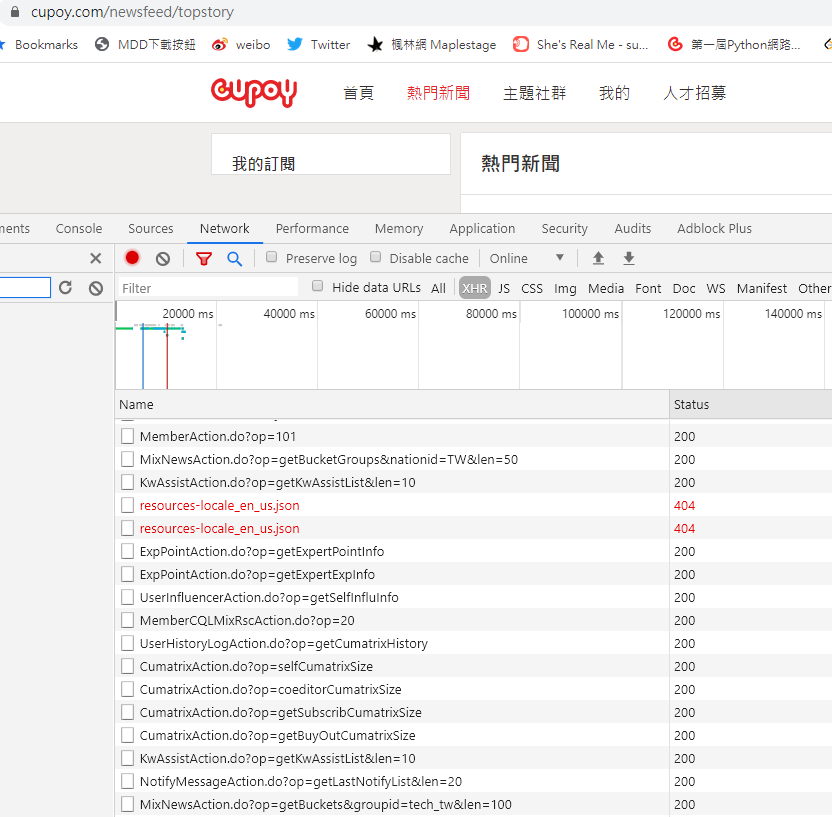 cupoy.com/newsfeed/topstory
Bookmarks MDD下載按鈕 weibo Twitter 楓林網 Maplestage She's Real Me - su... 第一屆Python網路...
cupoy 首頁 熱門新聞 主題社群 我的 人才招募
我的訂閱 熱門新聞
nents Console Sources Network Performance Memory Application Security Audits Adblock Plus
Preserve log Disable cache Online
Filter Hide data URLs All XHR JS CSS Img Media Font Doc WS Manifest Other
20000 ms 40000 ms 60000 ms 80000 ms 100000 ms 120000 ms 140000 ms
Name Status
MemberAction.do?op=101 200
MixNewsAction.do?op=getBucketGroups&nationid=TW&len=50 200
KwAssistAction.do?op=getKwAssistList&len=10 200
resources-locale_en_us.json 404
resources-locale_en_us.json 404
ExpPointAction.do?op=getExpertPointInfo 200
ExpPointAction.do?op=getExpertExpInfo 200
UserInfluencerAction.do?op=getSelfInfluInfo 200
MemberCQLMixRscAction.do?op=20 200
UserHistoryLogAction.do?op=getCumatrixHistory 200
CumatrixAction.do?op=selfCumatrixSize 200
CumatrixAction.do?op=coeditorCumatrixSize 200
CumatrixAction.do?op=getSubscribCumatrixSize 200
CumatrixAction.do?op=getBuyOutCumatrixSize 200
KwAssistAction.do?op=getKwAssistList&len=10 200
NotifyMessageAction.do?op=getLastNotifyList&len=20 200
MixNewsAction.do?op=getBuckets&groupid=tech_tw&len=100 200